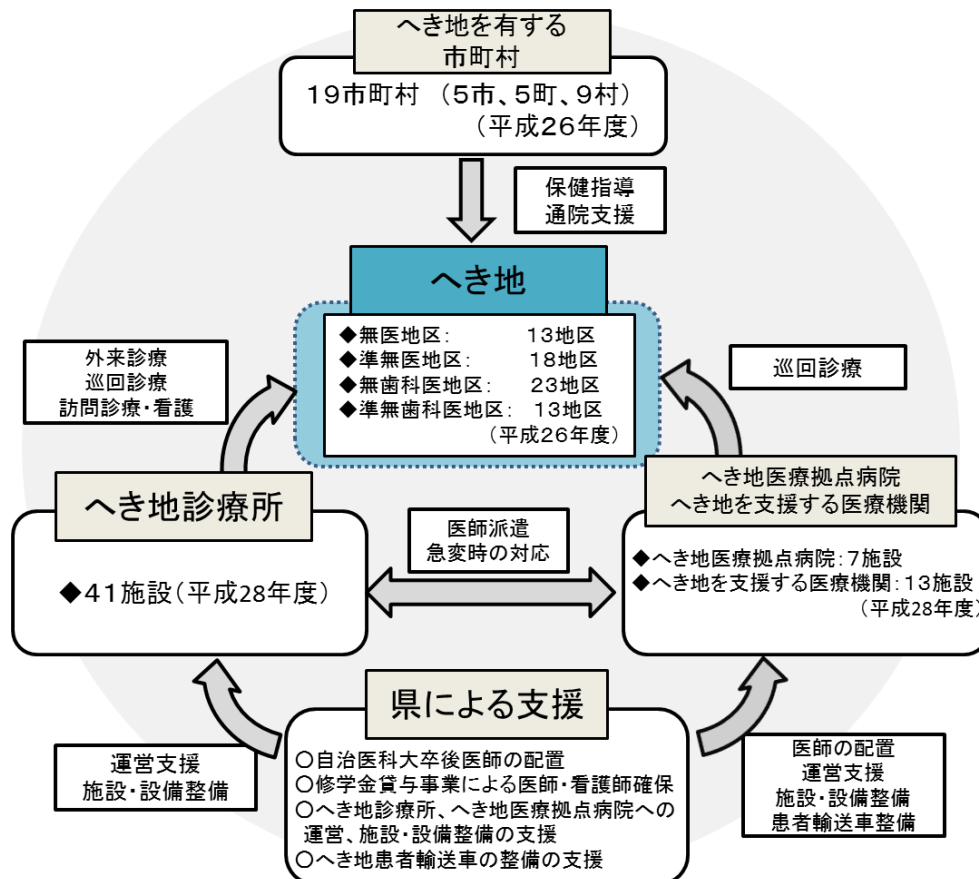 へき地を有する
市町村
19市町村 (5市、5町、9村)
(平成26年度)
保健指導
通院支援
へき地
◆無医地区: 13地区
◆準無医地区: 18地区
◆無歯科医地区: 23地区
◆準無歯科医地区: 13地区
(平成26年度)
外来診療
巡回診療
訪問診療・看護
巡回診療
へき地診療所
◆41施設(平成28年度)
医師派遣
急変時の対応
へき地医療拠点病院
へき地を支援する医療機関
◆へき地医療拠点病院:7施設
◆へき地を支援する医療機関:13施設
(平成28年度)
県による支援
○自治医科大卒後医師の配置
○修学金貸与事業による医師・看護師確保
○へき地診療所、へき地医療拠点病院への
運営、施設・設備整備の支援
○へき地患者輸送車の整備の支援
運営支援
施設・設備整備
医師の配置
運営支援
施設・設備整備
患者輸送車整備